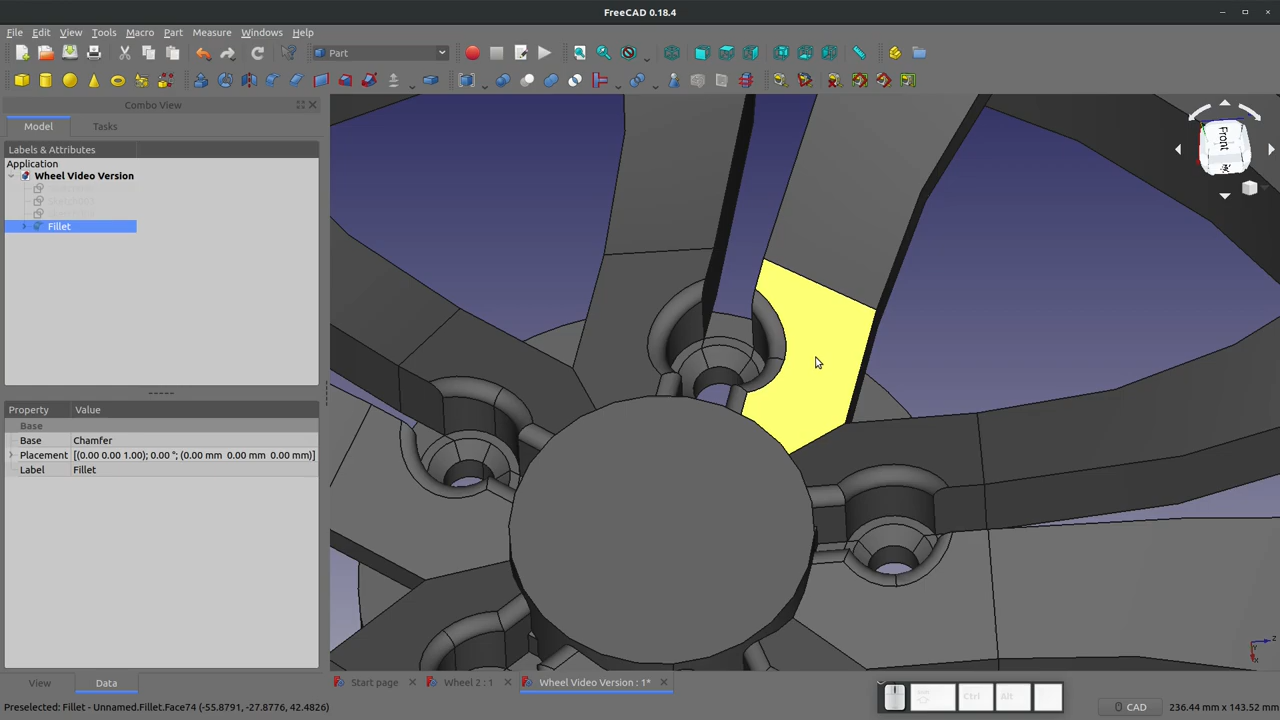 FreeCAD 0.18.4
File Edit View Tools Macro Part Measure Windows Help
Part
Combo View
Model Tasks
Labels & Attributes
Application
Wheel Video Version
Fillet
Property Value
Base
Base Chamfer
Placement [(0.00 0.00 1.00); 0.00 °; (0.00 mm 0.00 mm 0.00 mm)]
Label Fillet
Front
View Data
Start page Wheel 2 : 1 Wheel Video Version : 1*
Ctrl Alt
Preselected: Fillet - Unnamed.Fillet.Face74 (-55.5791, -27.8776, 42.4826)
CAD 236.44 mm x 143.52 mm